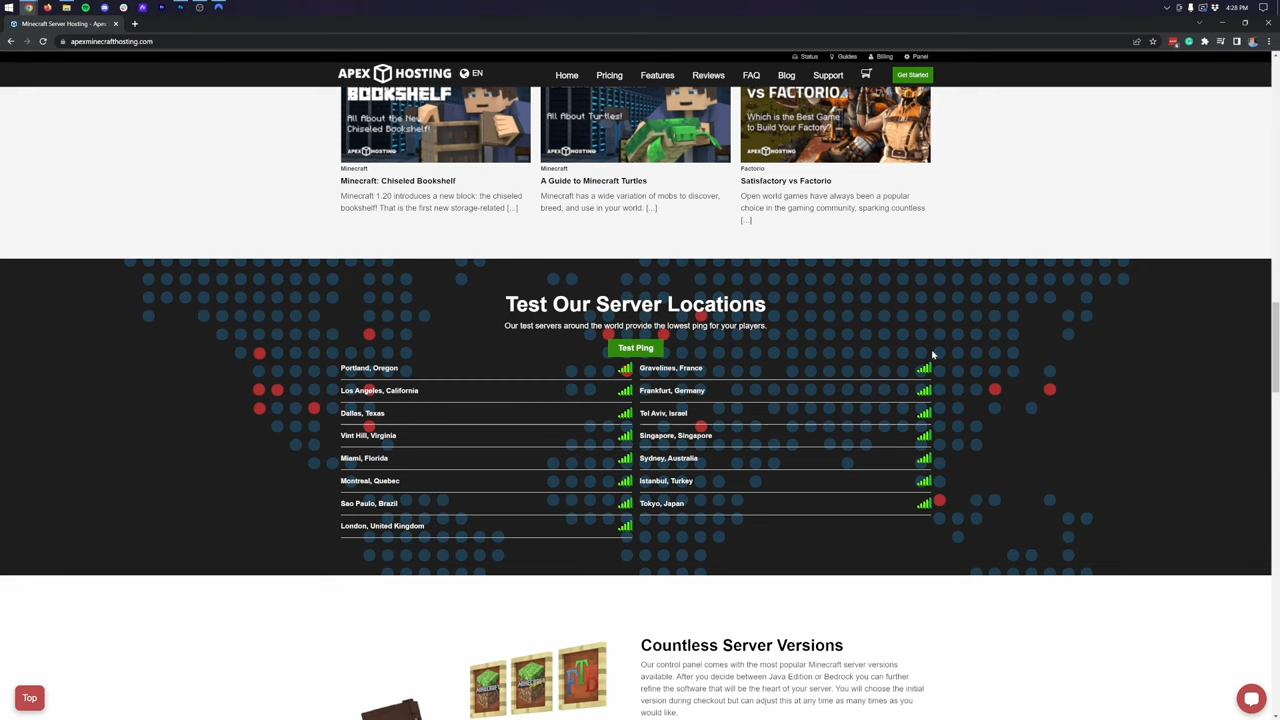 4:28 PM
Minecraft Server Hosting - Apex
apexminecrafthosting.com
Status
Guides
Billing
Panel
APEX HOSTING
EN
Home
Pricing
Features
Reviews
FAQ
Blog
Support
Get Started
BOOKSHELF
All About the New
Chiseled Bookshelf!
APEX HOSTING
All About Turtles!
APEX HOSTING
VS FACTORIO
Which is the Best Game
to Build Your Factory?
APEX HOSTING
Minecraft
Minecraft: Chiseled Bookshelf
Minecraft 1.20 introduces a new block: the chiseled
bookshelf! That is the first new storage-related [...]
Minecraft
A Guide to Minecraft Turtles
Minecraft has a wide variation of mobs to discover,
breed, and use in your world. [...]
Factorio
Satisfactory vs Factorio
Open world games have always been a popular
choice in the gaming community, sparking countless
[...]
Test Our Server Locations
Our test servers around the world provide the lowest ping for your players.
Test Ping
Portland, Oregon
Los Angeles, California
Dallas, Texas
Vint Hill, Virginia
Miami, Florida
Montreal, Quebec
Sao Paulo, Brazil
London, United Kingdom
Gravelines, France
Frankfurt, Germany
Tel Aviv, Israel
Singapore, Singapore
Sydney, Australia
Istanbul, Turkey
Tokyo, Japan
MINECRAFT
MINECRAFT
FTB
Countless Server Versions
Our control panel comes with the most popular Minecraft server versions
available. After you decide between Java Edition or Bedrock you can further
refine the software that will be the heart of your server. You will choose the initial
version during checkout but can adjust this at any time as many times as you
would like.
Top